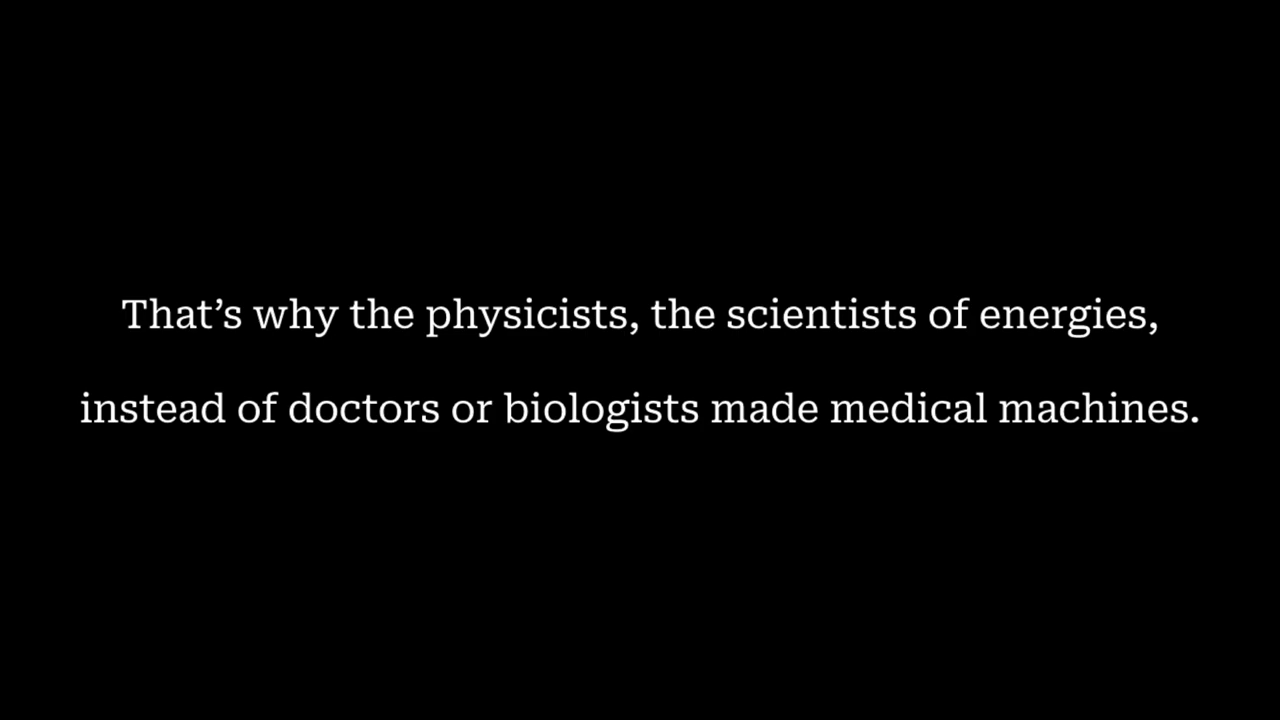 That’s why the physicists, the scientists of energies,
instead of doctors or biologists made medical machines.